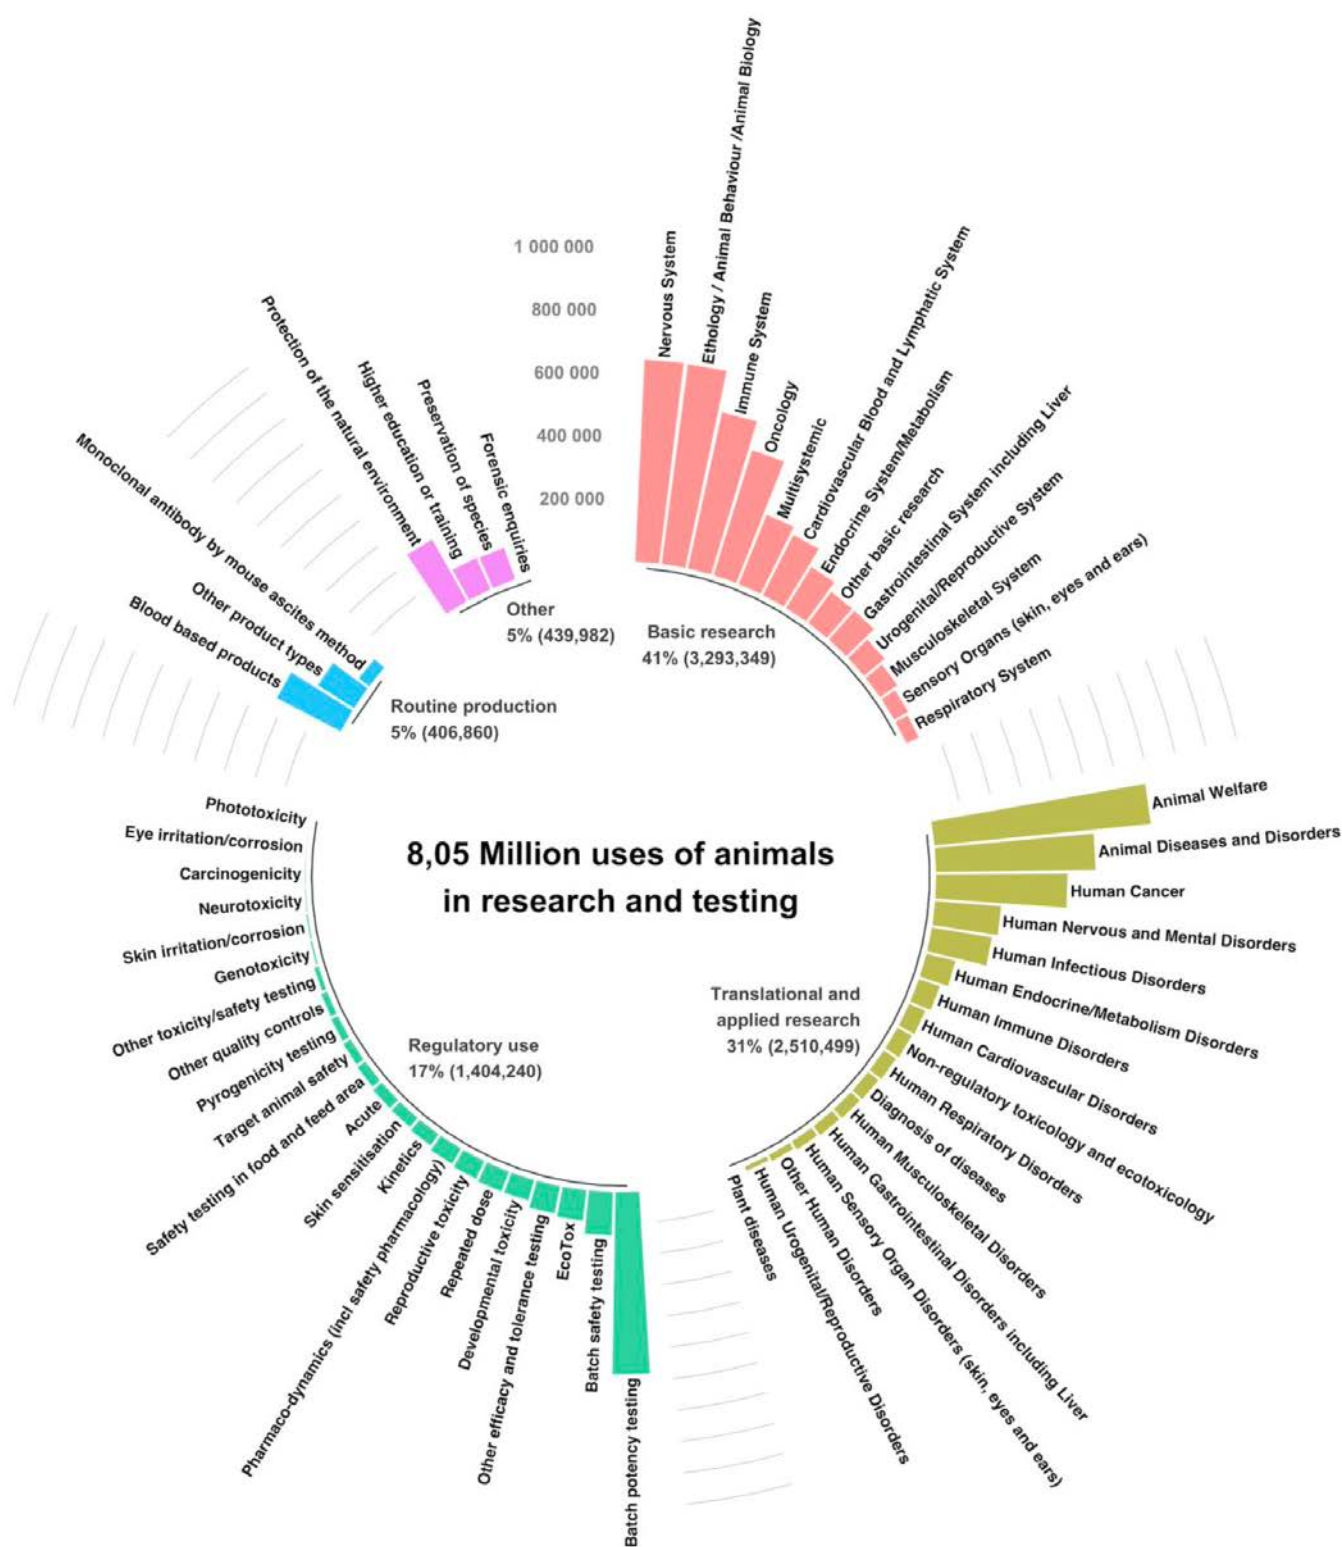 1 000 000
800 000
600 000
400 000
200 000
Nervous System
Ethology / Animal Behaviour /Animal Biology
Immune System
Oncology
Multisystemic
Cardiovascular Blood and Lymphatic System
Endocrine System/Metabolism
Other basic research
Gastrointestinal System including Liver
Urogenital/Reproductive System
Musculoskeletal System
Sensory Organs (skin, eyes and ears)
Respiratory System
Basic research
41% (3,293,349)
Animal Welfare
Animal Diseases and Disorders
Human Cancer
Human Nervous and Mental Disorders
Human Infectious Disorders
Human Endocrine/Metabolism Disorders
Human Immune Disorders
Human Cardiovascular Disorders
Non-regulatory toxicology and ecotoxicology
Human Respiratory Disorders
Diagnosis of diseases
Human Musculoskeletal Disorders
Human Gastrointestinal Disorders including Liver
Human Sensory Organ Disorders (skin, eyes and ears)
Other Human Disorders
Human Urogenital/Reproductive Disorders
Plant diseases
Translational and
applied research
31% (2,510,499)
Batch potency testing
Batch safety testing
EcoTox
Other efficacy and tolerance testing
Developmental toxicity
Repeated dose
Reproductive toxicity
Pharmaco-dynamics (incl safety pharmacology)
Kinetics
Skin sensitisation
Acute
Safety testing in food and feed area
Target animal safety
Pyrogenicity testing
Other quality controls
Other toxicity/safety testing
Genotoxicity
Skin irritation/corrosion
Neurotoxicity
Carcinogenicity
Eye irritation/corrosion
Phototoxicity
Regulatory use
17% (1,404,240)
Blood based products
Other product types
Monoclonal antibody by mouse ascites method
Routine production
5% (406,860)
Protection of the natural environment
Higher education or training
Preservation of species
Forensic enquiries
Other
5% (439,982)
8,05 Million uses of animals
in research and testing